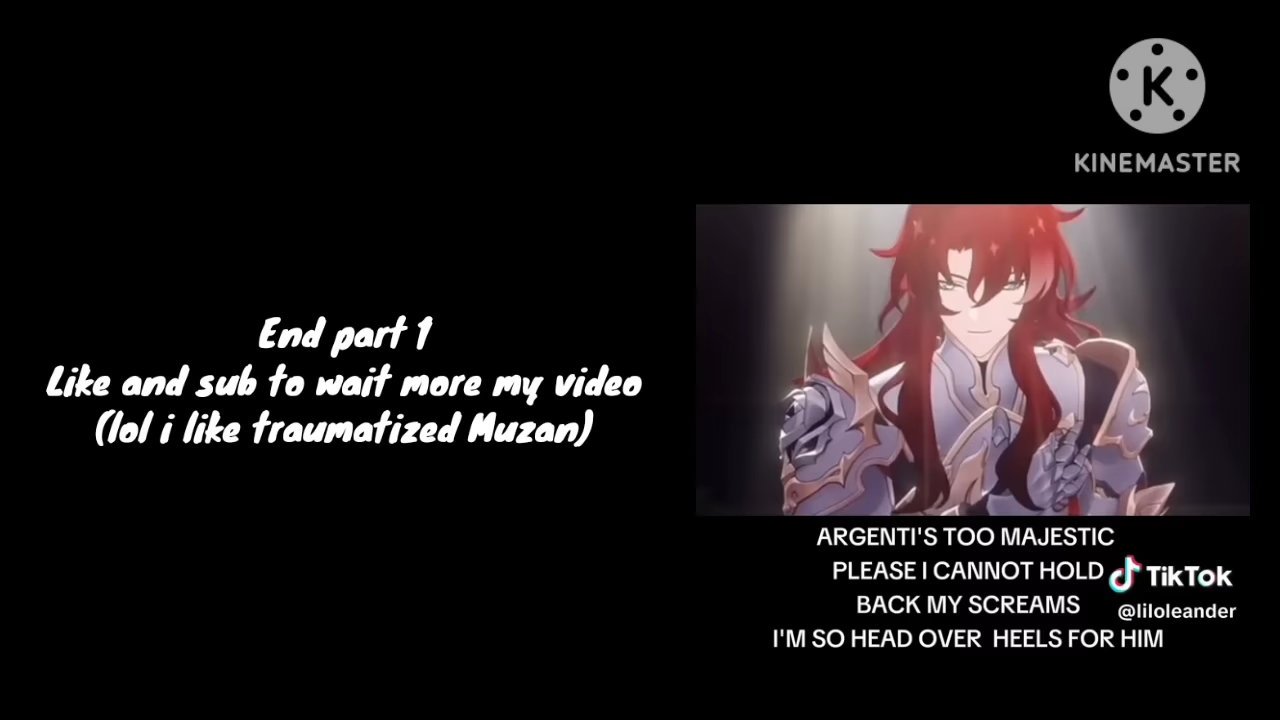 K
KINEMASTER
End part 1
Like and sub to wait more my video
(lol i like traumatized Muzan)
ARGENTI'S TOO MAJESTIC
PLEASE I CANNOT HOLD
BACK MY SCREAMS
I'M SO HEAD OVER HEELS FOR HIM
TikTok
@liloleander